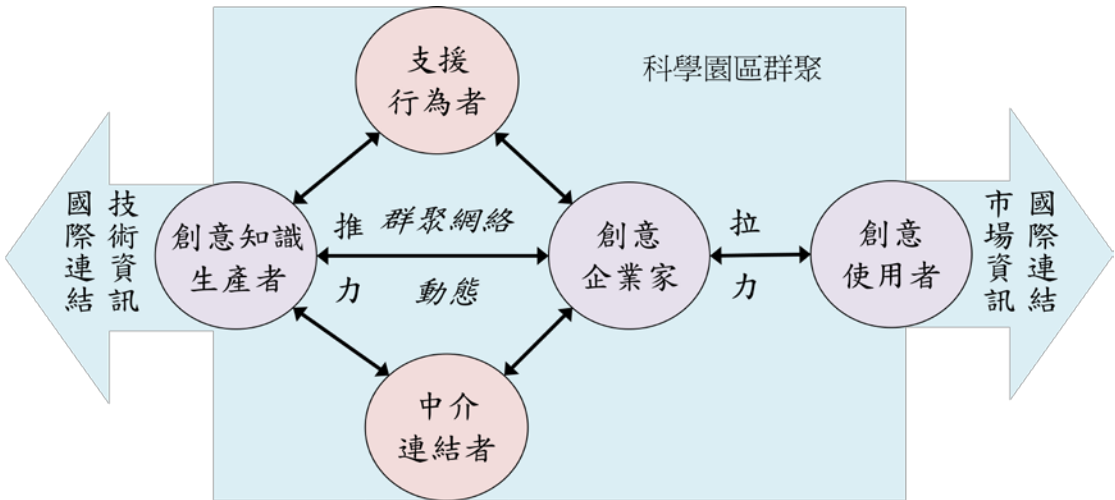 科學園區群聚
支援
行為者
技術資訊
國際連結
創意知識
生產者
推力
群聚網絡
動態
創意
企業家
拉力
創意
使用者
國際連結
市場資訊
中介
連結者